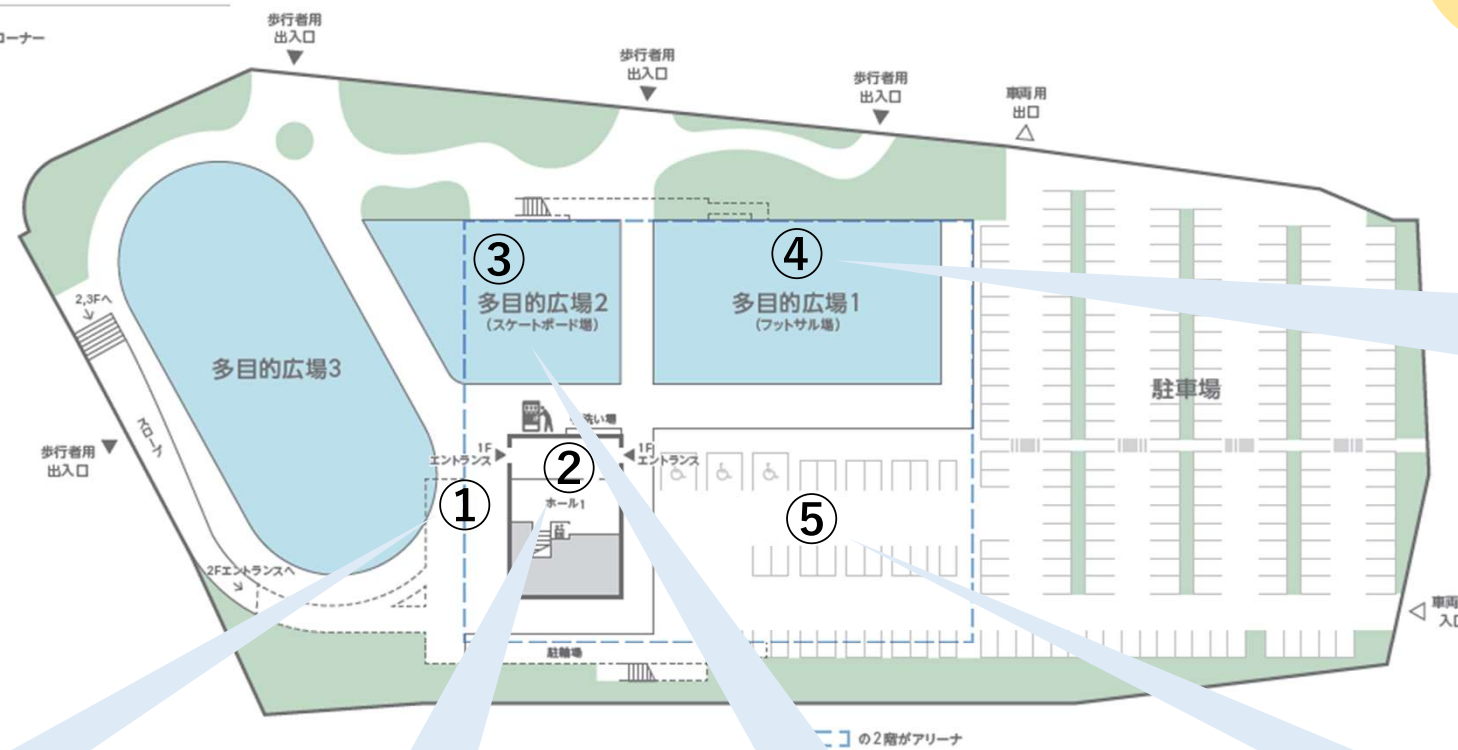 コーナー
歩行者用
出入口
歩行者用
出入口
歩行者用
出入口
車両用
出口
③
多目的広場2
(スケートボード場)
④
多目的広場1
(フットサル場)
2,3Fへ
多目的広場3
スロープ
歩行者用
出入口
駐車場
洗い場
1F
エントランス
②
1F
エントランス
①
ホール1
⑤
2Fエントランスへ
車両
入口
駐輪場
の2階がアリーナ